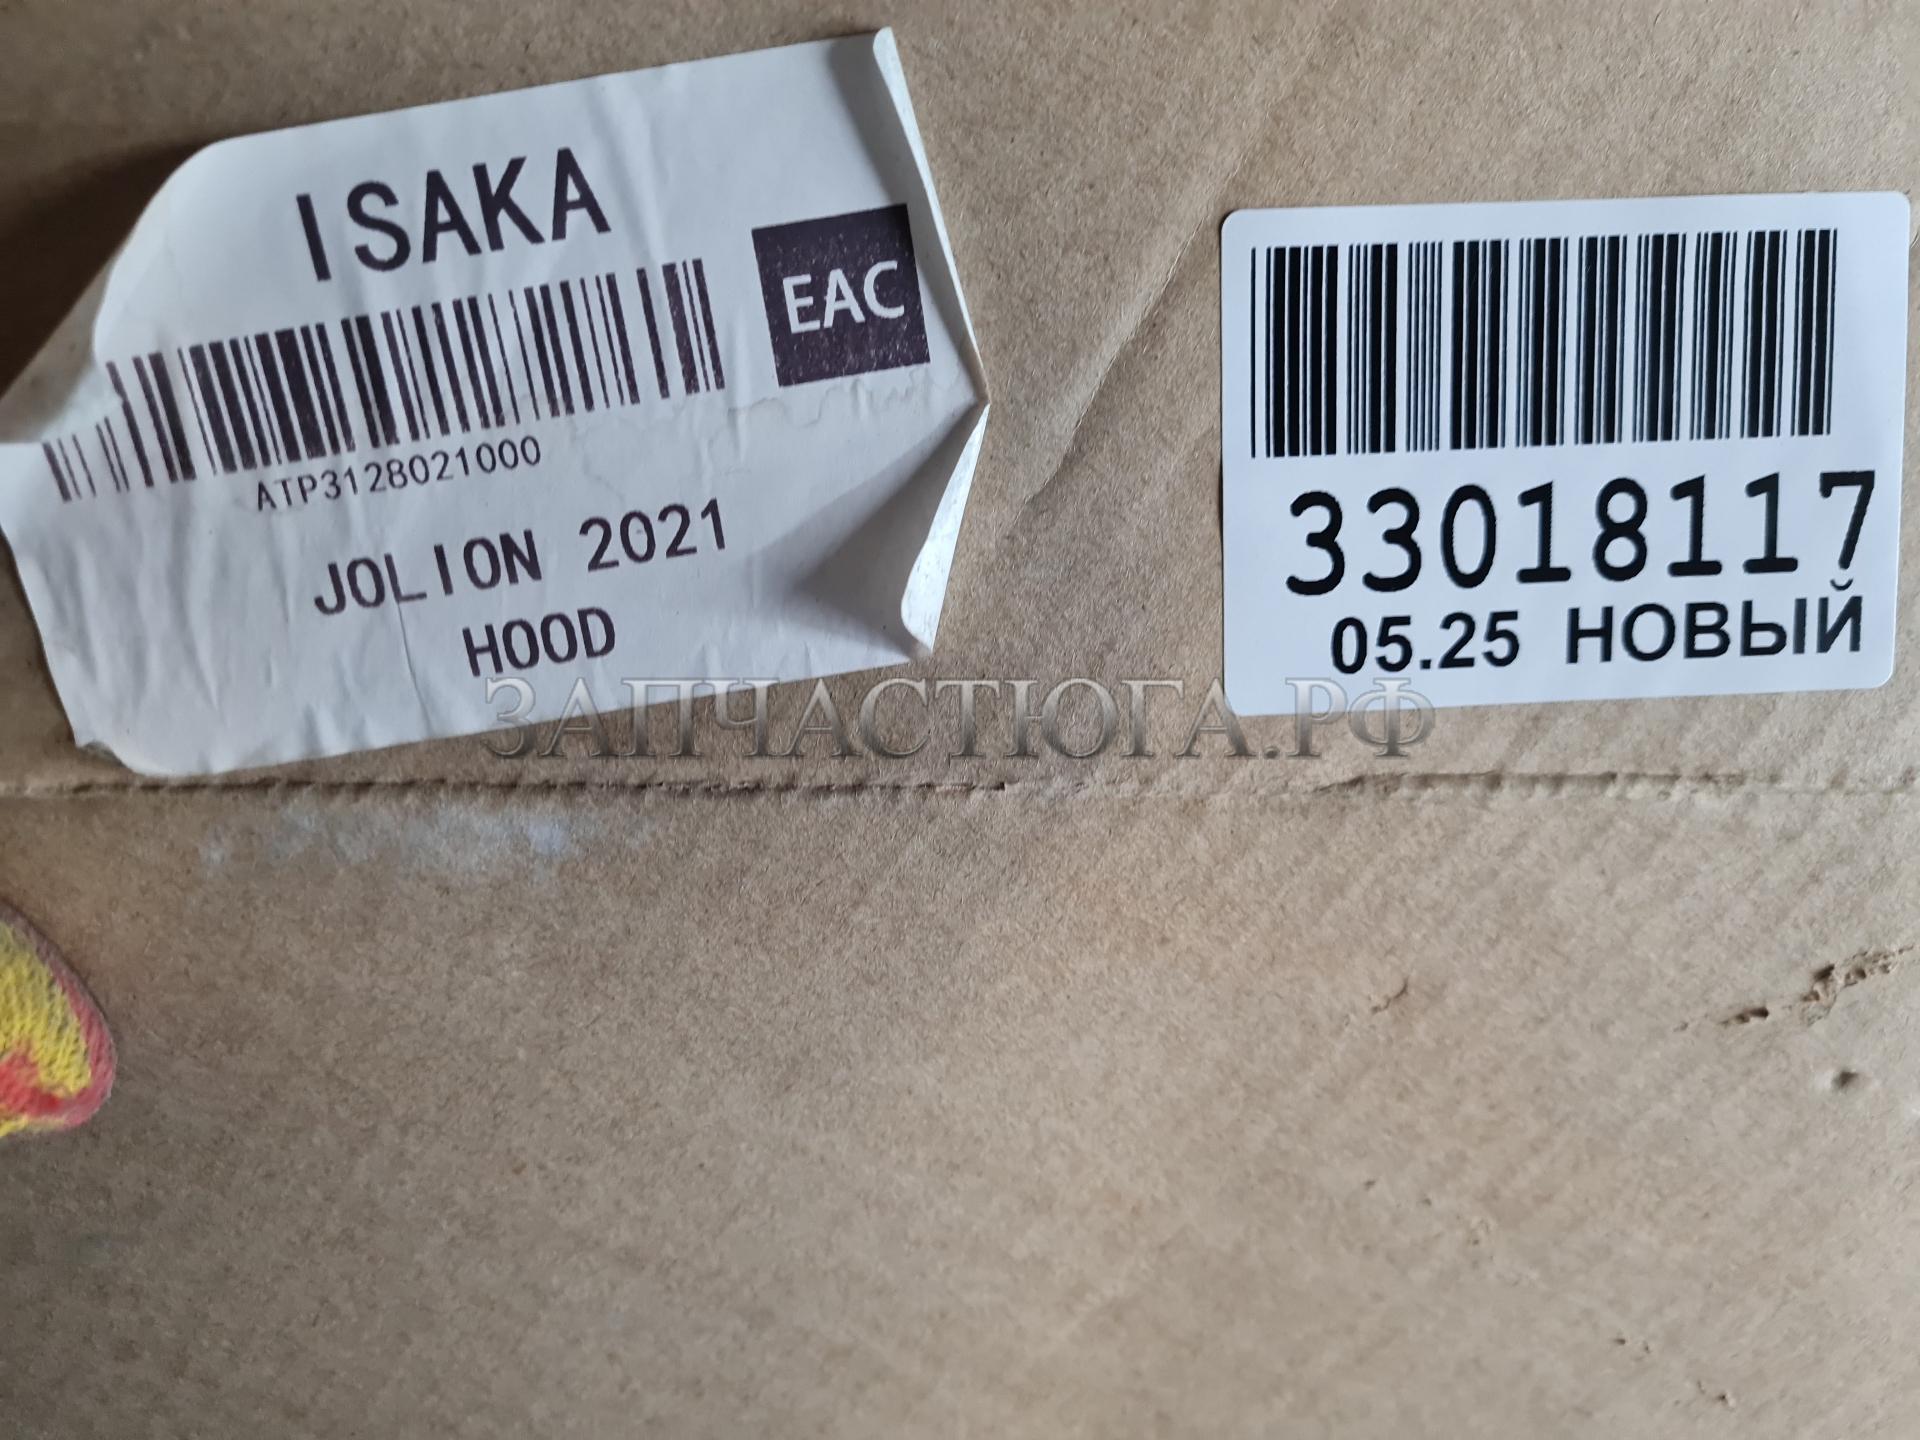 ISAKA
EAC
ATP3128021000
JOLION 2021
HOOD
33018117
05.25 НОВЫЙ
ЗАПЧАСТЮГА.РФ